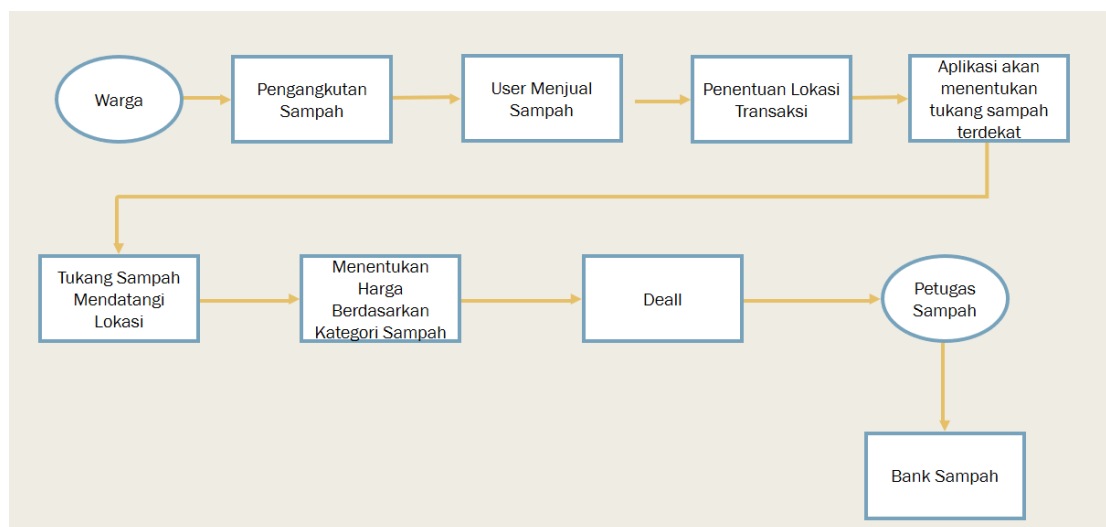 Warga
Pengangkutan
Sampah
User Menjual
Sampah
Penentuan Lokasi
Transaksi
Aplikasi akan
menentukan
tukang sampah
terdekat
Tukang Sampah
Mendatangi
Lokasi
Menentukan
Harga
Berdasarkan
Kategori Sampah
Deall
Petugas
Sampah
Bank Sampah